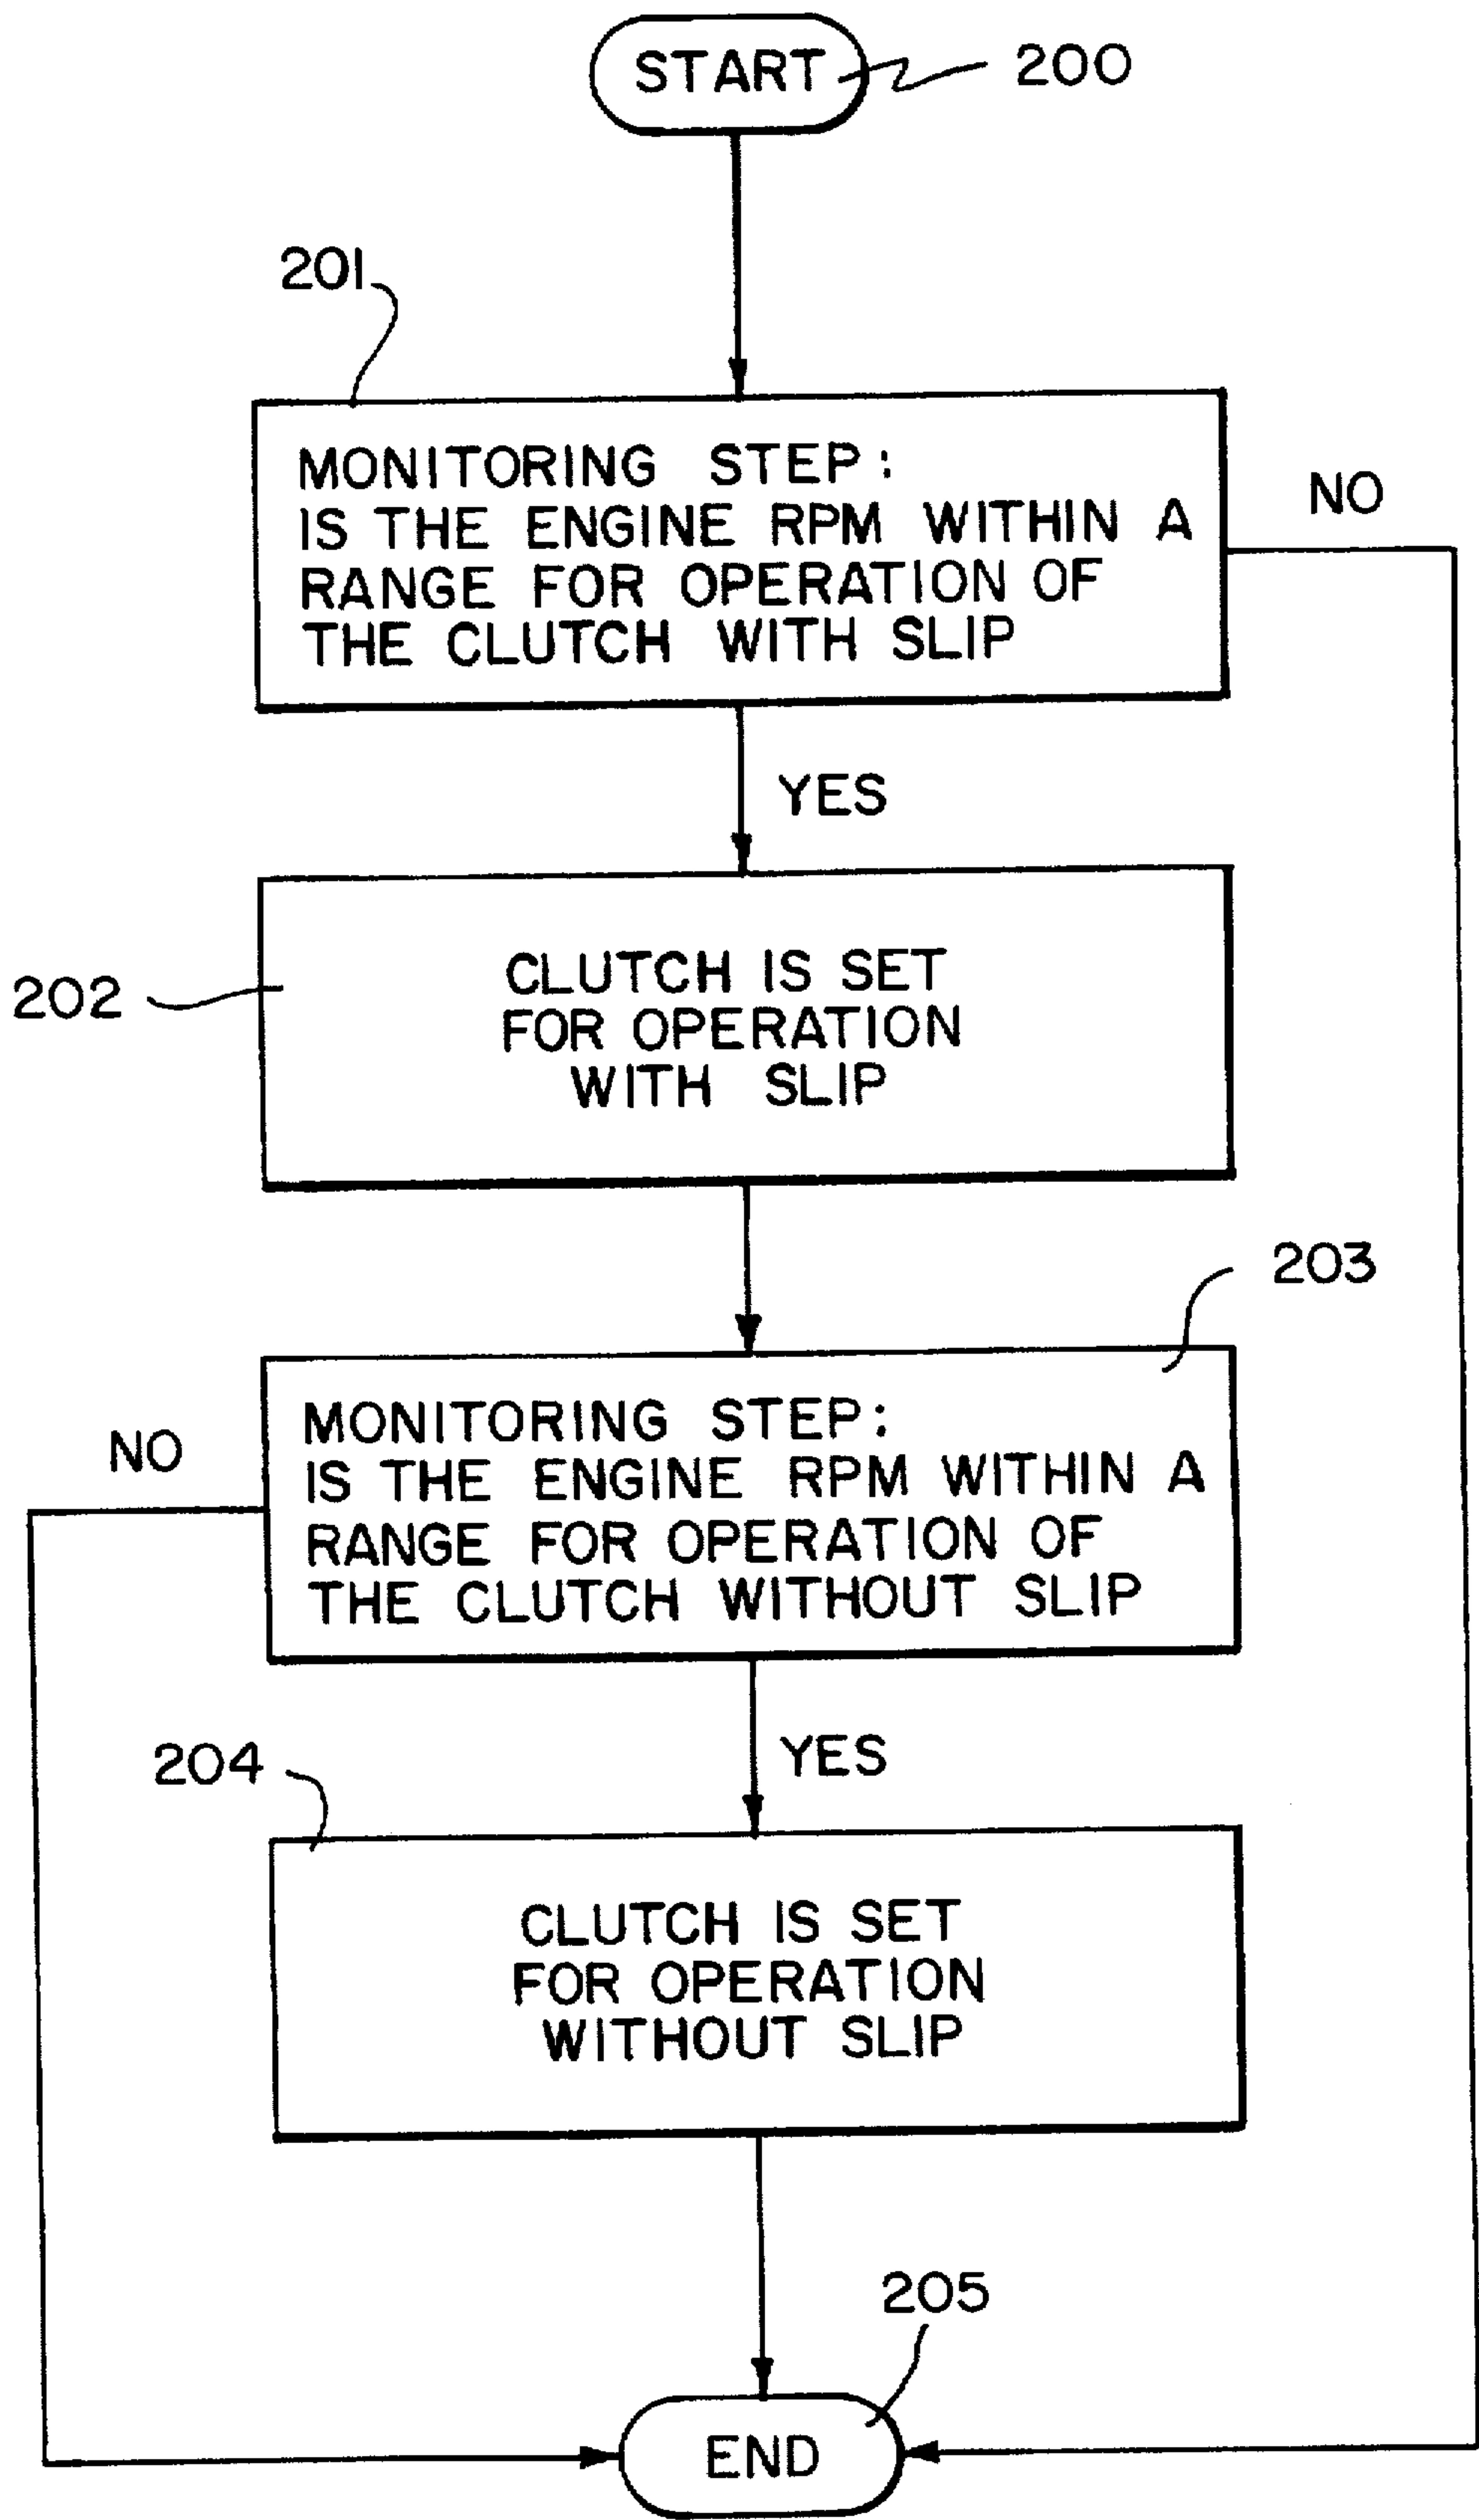 START
200
201
MONITORING STEP:
IS THE ENGINE RPM WITHIN A
RANGE FOR OPERATION OF
THE CLUTCH WITH SLIP
NO
YES
202
CLUTCH IS SET
FOR OPERATION
WITH SLIP
203
NO
MONITORING STEP:
IS THE ENGINE RPM WITHIN A
RANGE FOR OPERATION OF
THE CLUTCH WITHOUT SLIP
YES
204
CLUTCH IS SET
FOR OPERATION
WITHOUT SLIP
205
END